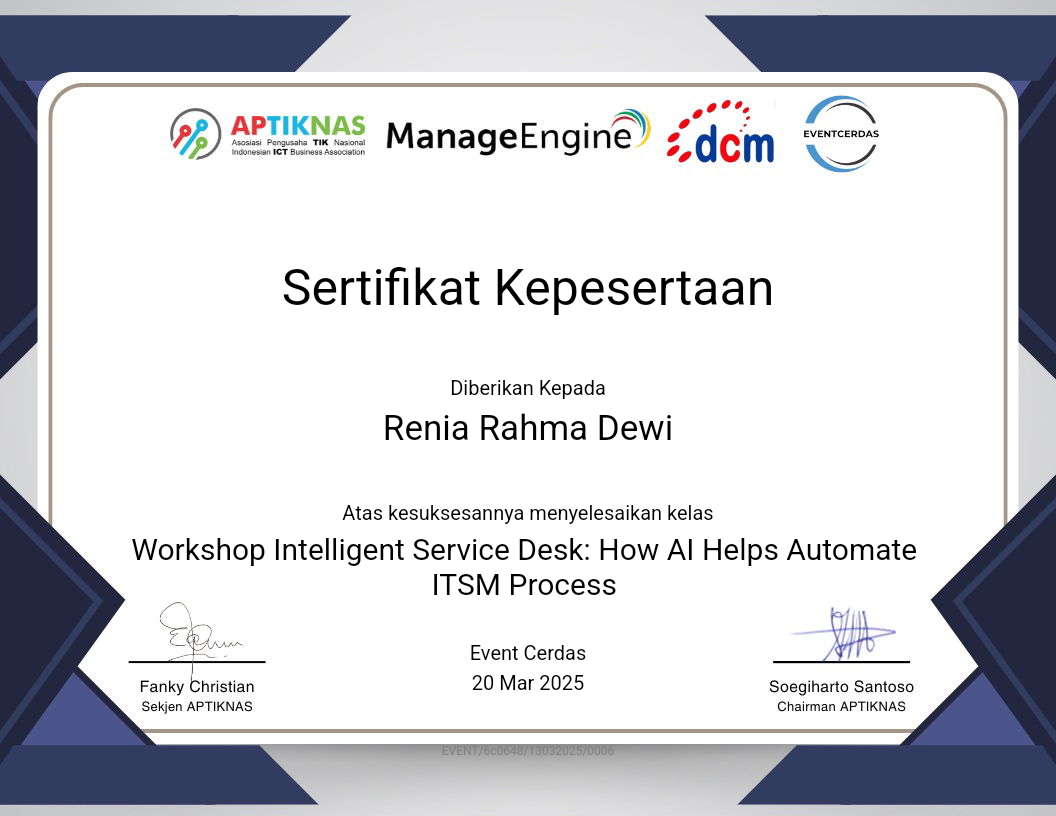 APTIKNAS
Asosiasi Pengusaha TIK Nasional
Indonesian ICT Business Association
ManageEngine
dcm
EVENTCERDAS
Sertifikat Kepesertaan
Diberikan Kepada
Renia Rahma Dewi
Atas kesuksesannya menyelesaikan kelas
Workshop Intelligent Service Desk: How AI Helps Automate
ITSM Process
Event Cerdas
20 Mar 2025
Fanky Christian
Sekjen APTIKNAS
Soegiharto Santoso
Chairman APTIKNAS
EVENT/6c0648/13032025/0006